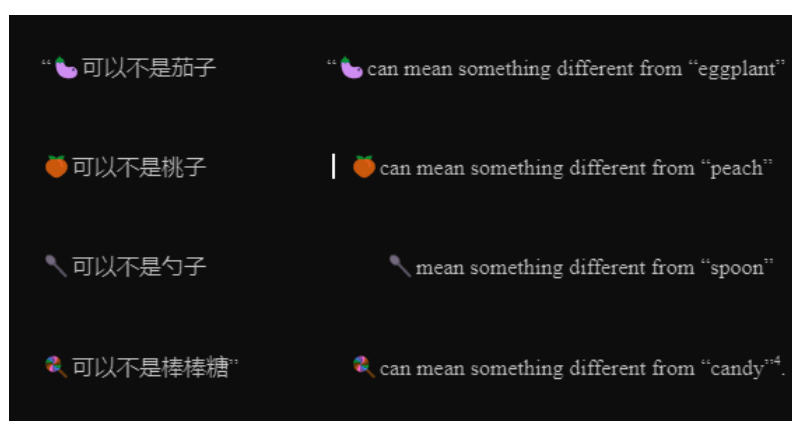 “🍆可以不是茄子 “🍆can mean something different from “eggplant”
🍑可以不是桃子 🍑can mean something different from “peach”
🥄可以不是勺子 🥄mean something different from “spoon”
🍭可以不是棒棒糖” 🍭can mean something different from “candy”⁴.